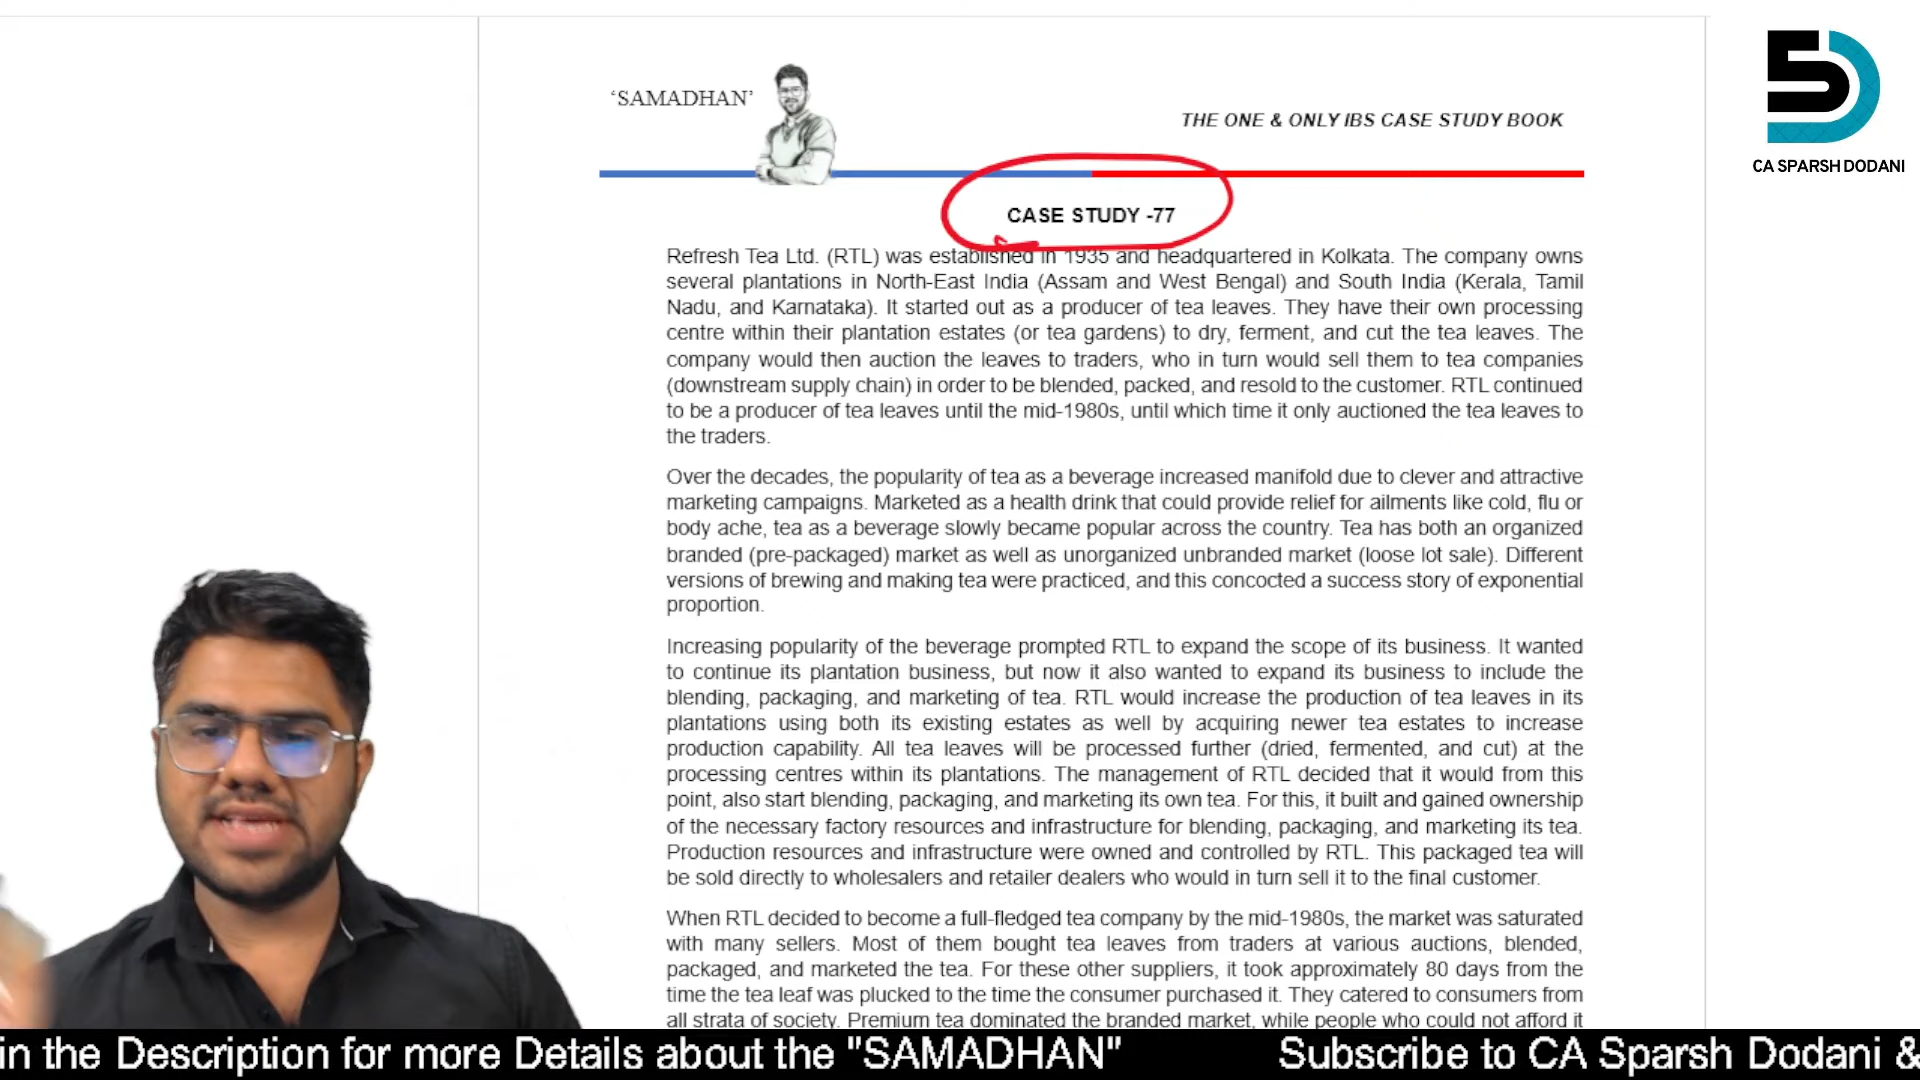 ‘SAMADHAN’
THE ONE & ONLY IBS CASE STUDY BOOK
CA SPARSH DODANI
CASE STUDY -77
Refresh Tea Ltd. (RTL) was established in 1935 and headquartered in Kolkata. The company owns
several plantations in North-East India (Assam and West Bengal) and South India (Kerala, Tamil
Nadu, and Karnataka). It started out as a producer of tea leaves. They have their own processing
centre within their plantation estates (or tea gardens) to dry, ferment, and cut the tea leaves. The
company would then auction the leaves to traders, who in turn would sell them to tea companies
(downstream supply chain) in order to be blended, packed, and resold to the customer. RTL continued
to be a producer of tea leaves until the mid-1980s, until which time it only auctioned the tea leaves to
the traders.
Over the decades, the popularity of tea as a beverage increased manifold due to clever and attractive
marketing campaigns. Marketed as a health drink that could provide relief for ailments like cold, flu or
body ache, tea as a beverage slowly became popular across the country. Tea has both an organized
branded (pre-packaged) market as well as unorganized unbranded market (loose lot sale). Different
versions of brewing and making tea were practiced, and this concocted a success story of exponential
proportion.
Increasing popularity of the beverage prompted RTL to expand the scope of its business. It wanted
to continue its plantation business, but now it also wanted to expand its business to include the
blending, packaging, and marketing of tea. RTL would increase the production of tea leaves in its
plantations using both its existing estates as well by acquiring newer tea estates to increase
production capability. All tea leaves will be processed further (dried, fermented, and cut) at the
processing centres within its plantations. The management of RTL decided that it would from this
point, also start blending, packaging, and marketing its own tea. For this, it built and gained ownership
of the necessary factory resources and infrastructure for blending, packaging, and marketing its tea.
Production resources and infrastructure were owned and controlled by RTL. This packaged tea will
be sold directly to wholesalers and retailer dealers who would in turn sell it to the final customer.
When RTL decided to become a full-fledged tea company by the mid-1980s, the market was saturated
with many sellers. Most of them bought tea leaves from traders at various auctions, blended,
packaged, and marketed the tea. For these other suppliers, it took approximately 80 days from the
time the tea leaf was plucked to the time the consumer purchased it. They catered to consumers from
all strata of society. Premium tea dominated the branded market, while people who could not afford it
in the Description for more Details about the "SAMADHAN" Subscribe to CA Sparsh Dodani &